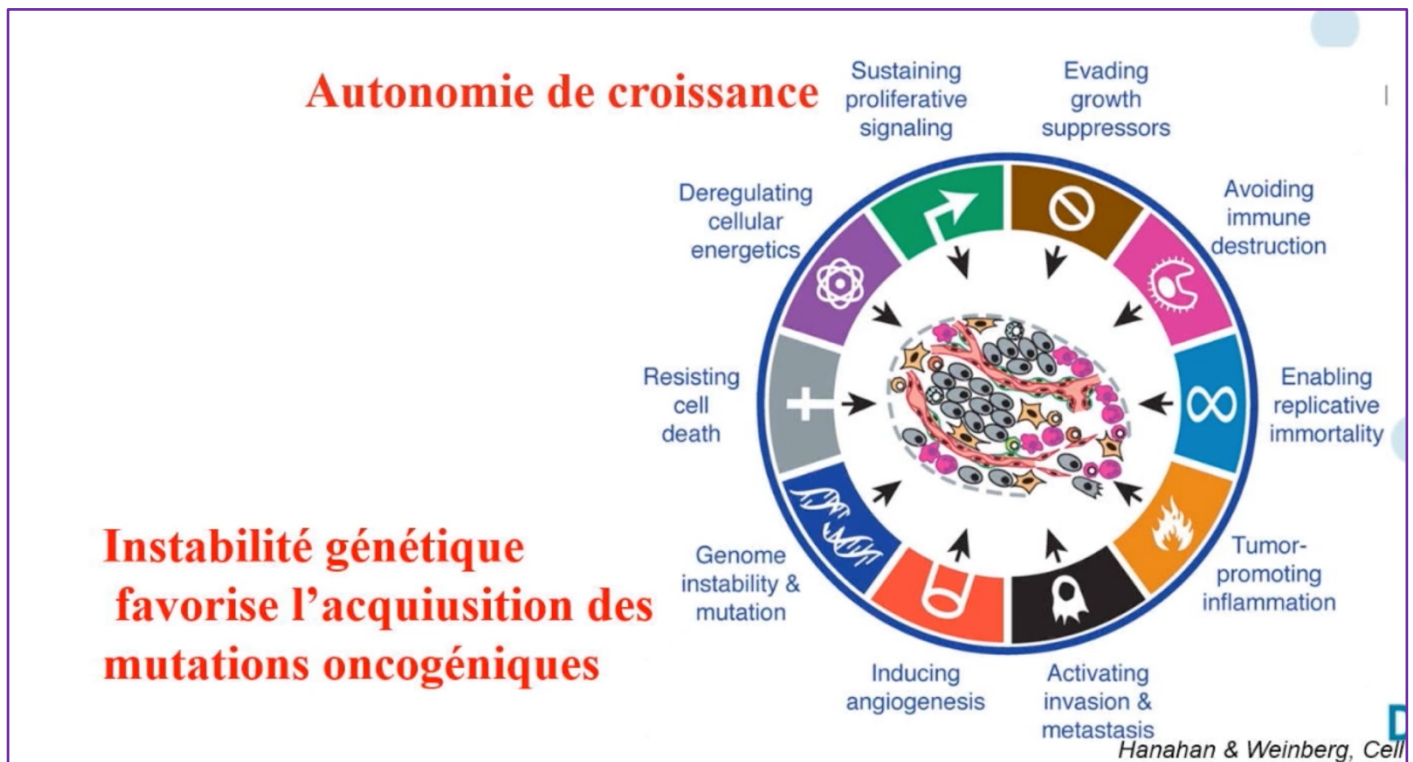 Autonomie de croissance
Sustaining
proliferative
signaling
Evading
growth
suppressors
Deregulating
cellular
energetics
Avoiding
immune
destruction
Resisting
cell
death
Enabling
replicative
immortality
Instabilité génétique
favorise l’acquiusition des
mutations oncogéniques
Genome
instability &
mutation
Tumor-
promoting
inflammation
Inducing
angiogenesis
Activating
invasion &
metastasis
Hanahan & Weinberg, Cell